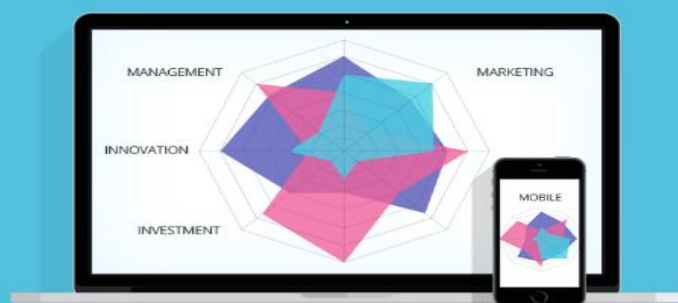 MANAGEMENT
MARKETING
INNOVATION
INVESTMENT
MOBILE